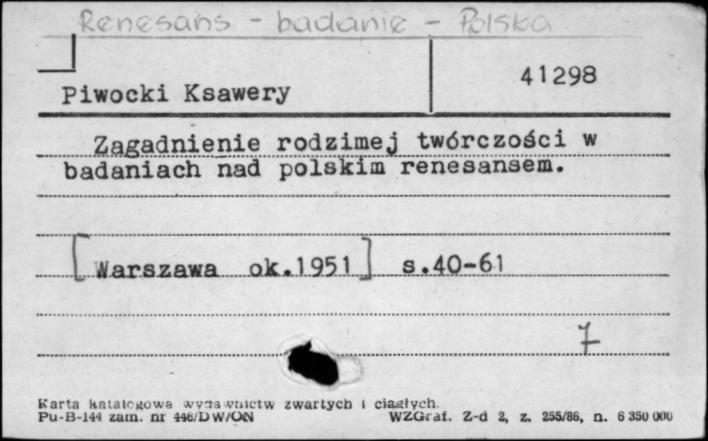 Renesans - badanie - Polska
Piwocki Ksawery
41298
Zagadnienie rodzimej twórczości w
badaniach nad polskim renesansem.
[Warszawa ok.1951] s.40-61
7
Karta katalogowa wydawnictw zwartych i ciągłych.
Pu-B-144 zam. nr 446/DW/ON WZGraf. Z-d 2, z. 255/86, n. 6 350 000